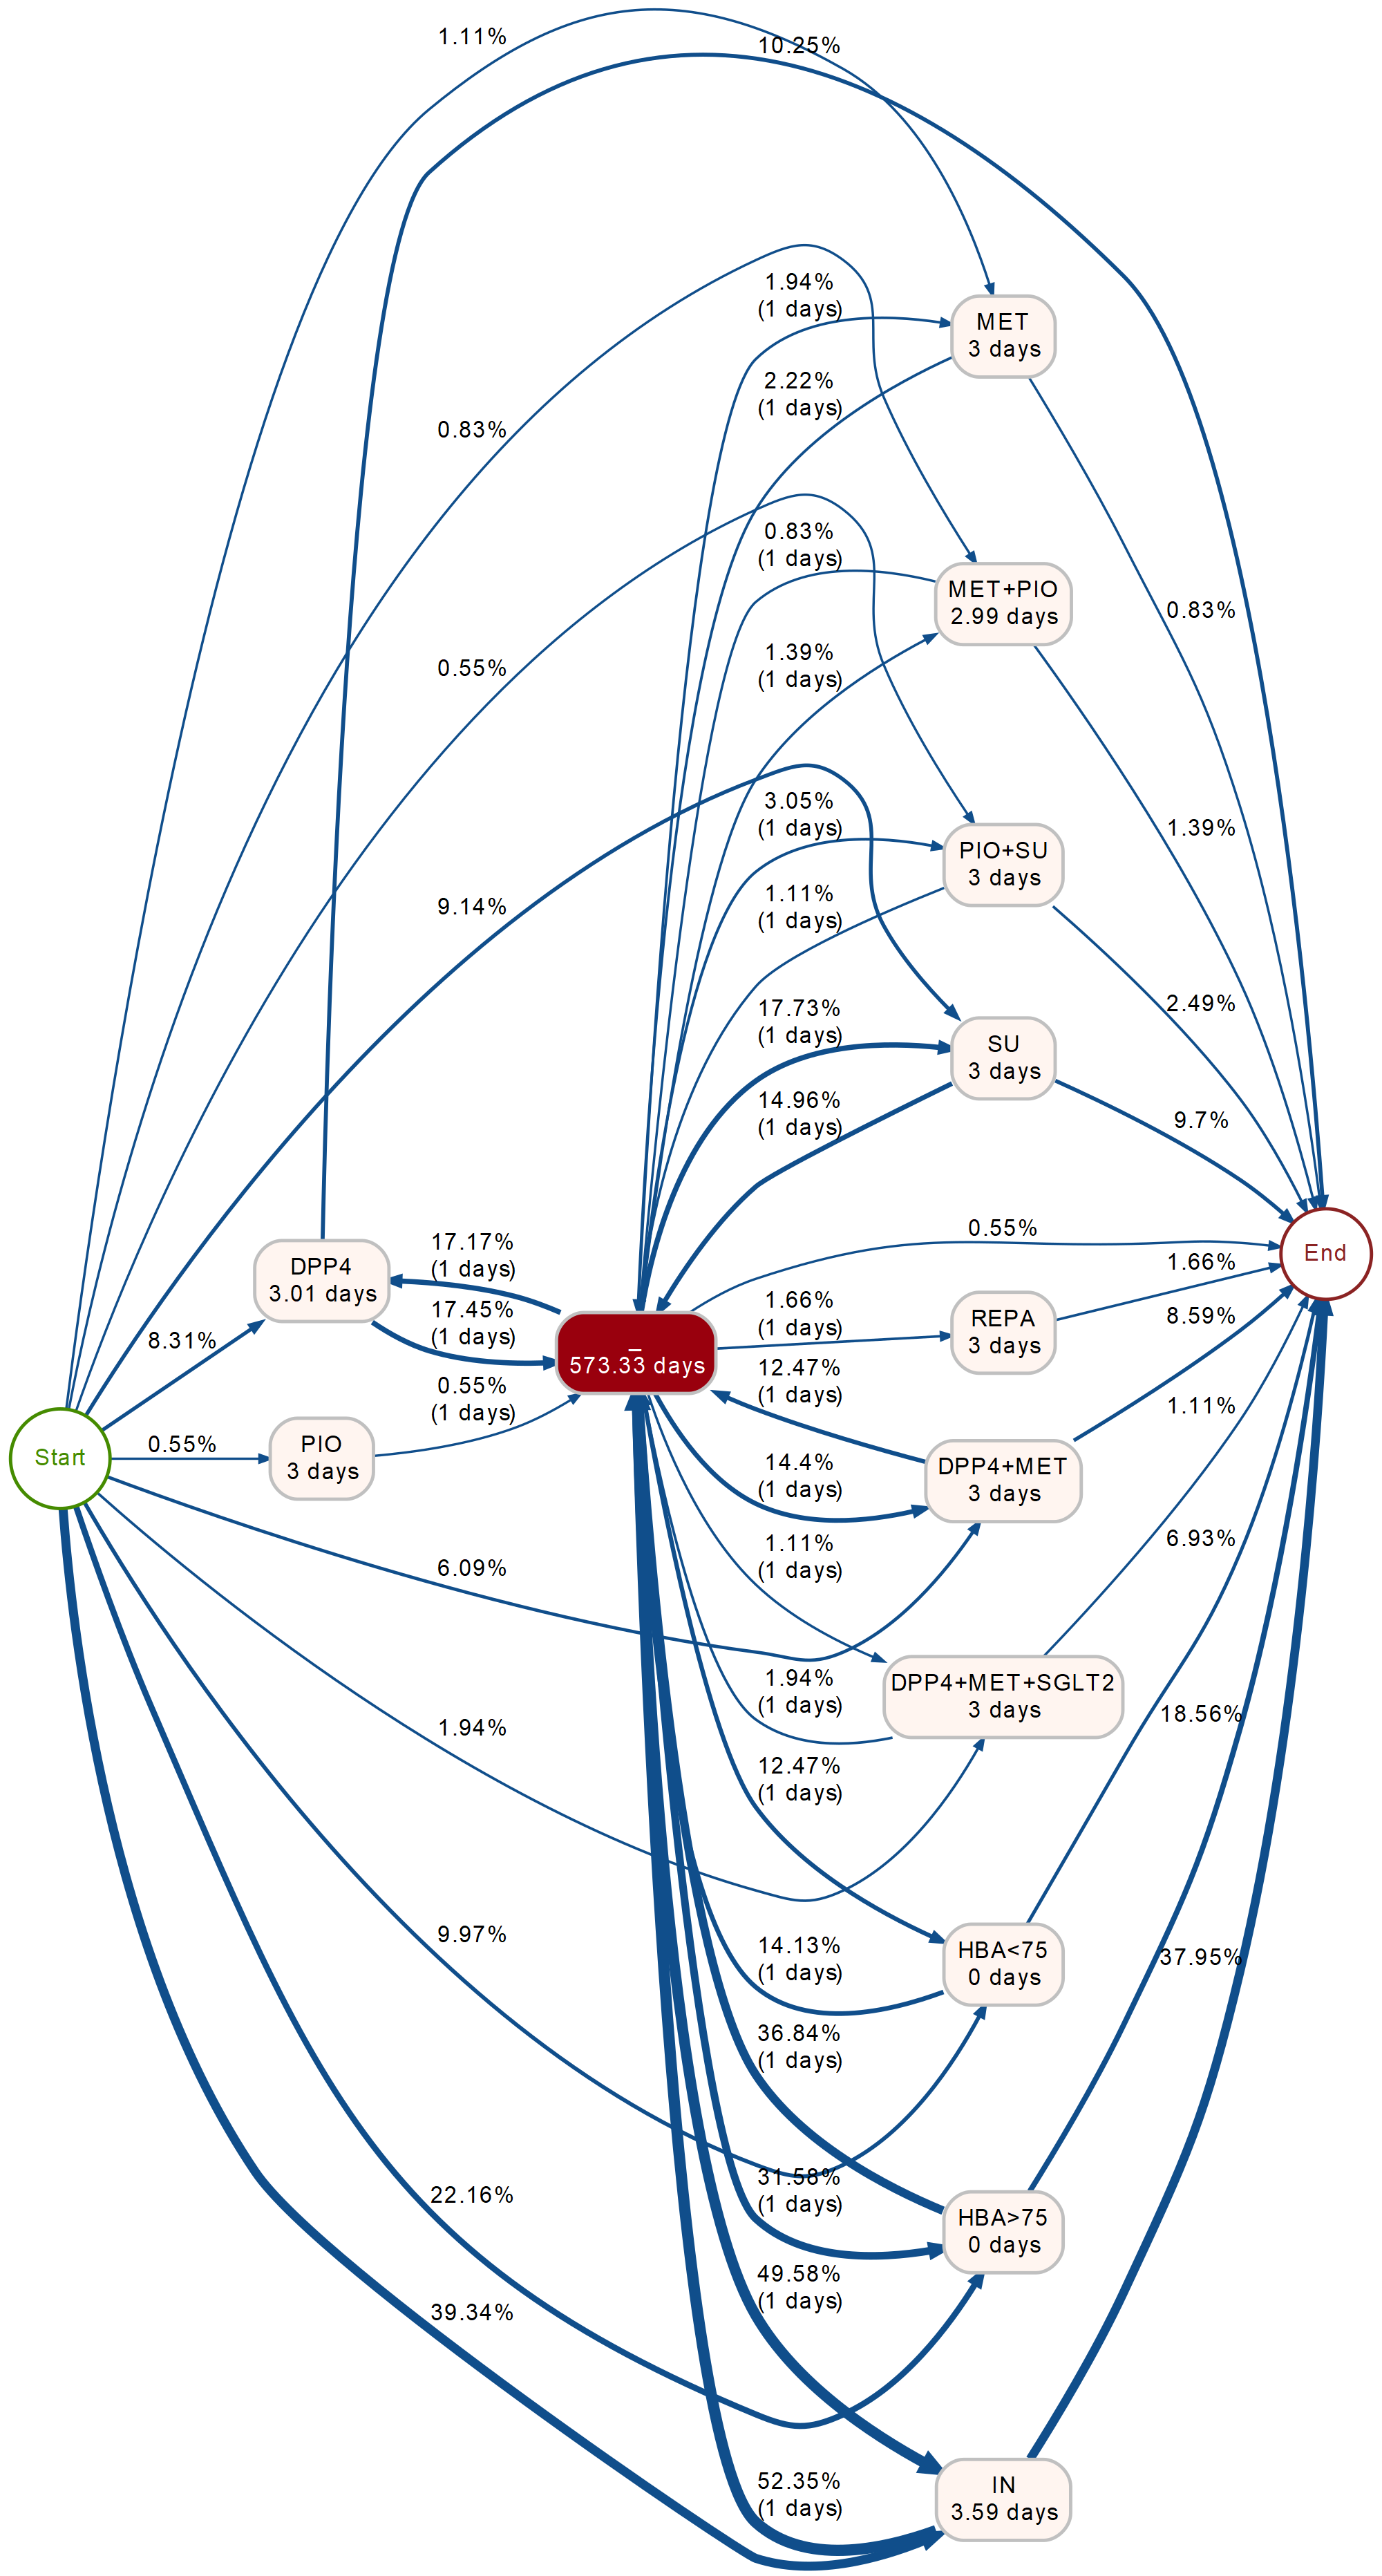 1.11%
10.25%
1.94%
(1 days)
MET
3 days
2.22%
(1 days)
0.83%
0.83%
(1 days)
MET+PIO
2.99 days
0.83%
1.39%
(1 days)
0.55%
3.05%
(1 days)
1.39%
PIO+SU
3 days
1.11%
(1 days)
9.14%
17.73%
(1 days)
2.49%
SU
3 days
14.96%
(1 days)
9.7%
0.55%
17.17%
(1 days)
End
DPP4
3.01 days
1.66%
17.45%
(1 days)
1.66%
(1 days)
8.59%
REPA
3 days
8.31%
_
573.33 days
12.47%
(1 days)
0.55%
(1 days)
1.11%
0.55%
Start
PIO
3 days
14.4%
(1 days)
DPP4+MET
3 days
1.11%
(1 days)
6.93%
6.09%
1.94%
(1 days)
DPP4+MET+SGLT2
3 days
18.56%
1.94%
12.47%
(1 days)
9.97%
14.13%
(1 days)
HBA<75
0 days
37.95%
36.84%
(1 days)
31.58%
(1 days)
22.16%
HBA>75
0 days
49.58%
(1 days)
39.34%
52.35%
(1 days)
IN
3.59 days